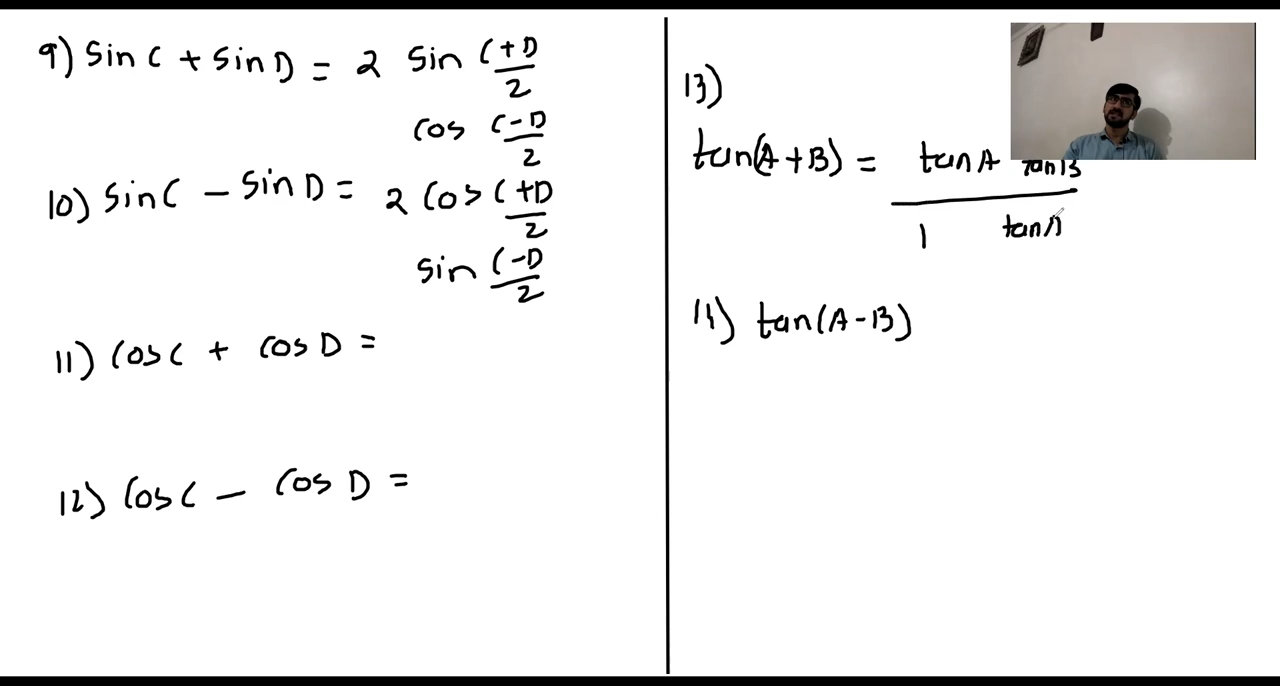 9) Sin C + Sin D = 2 Sin C+D/2
Cos C-D/2
10) Sin C - Sin D = 2 Cos C+D/2
Sin C-D/2
11) Cos C + Cos D =
12) Cos C - Cos D =
13)
tan(A+B) = tan A tan B
1 tan A
14) tan(A-B)